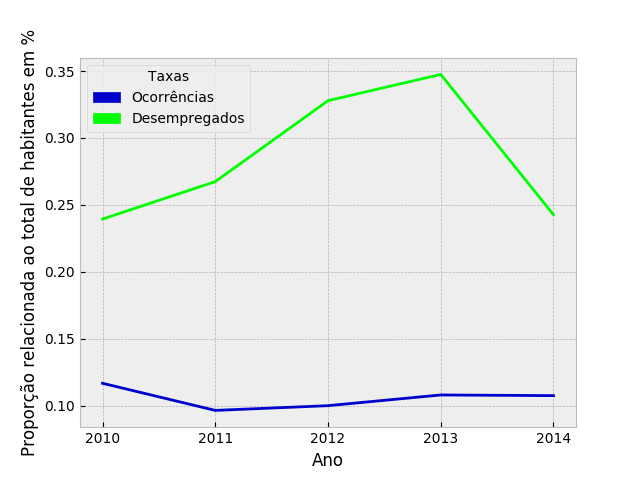 Proporção relacionada ao total de habitantes em %
0.35
0.30
0.25
0.20
0.15
0.10
Taxas
Ocorrências
Desempregados
2010 2011 2012 2013 2014
Ano